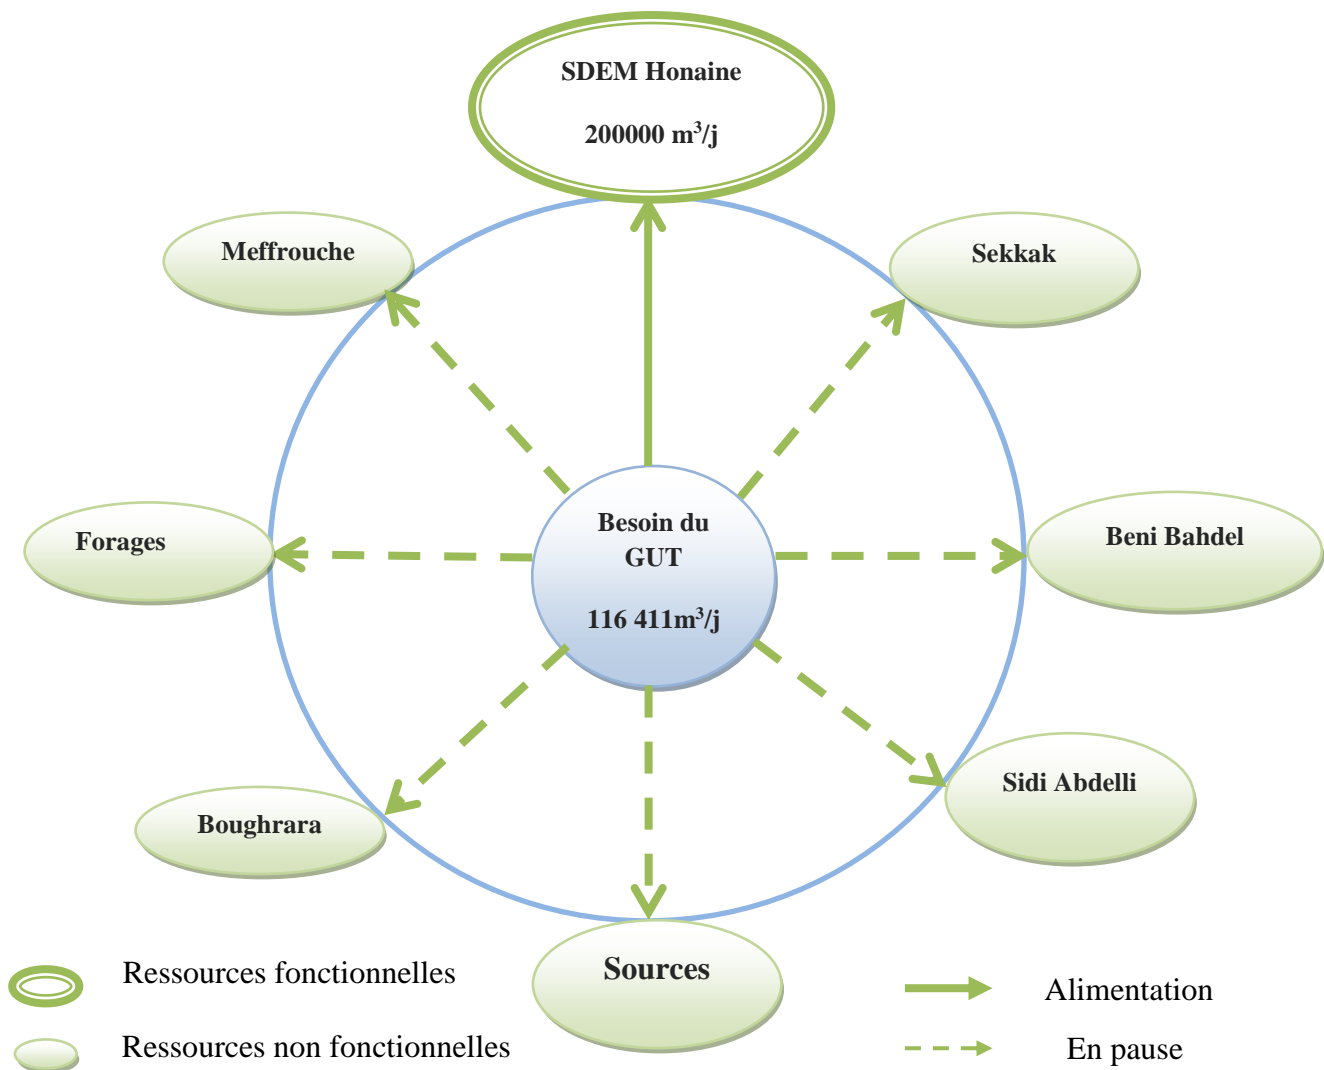 SDEM Honaine
200000 m³/j
Meffrouche
Sekkak
Forages
Besoin du
GUT
116 411m³/j
Beni Bahdel
Boughrara
Sidi Abdelli
Sources
Ressources fonctionnelles
Alimentation
Ressources non fonctionnelles
En pause